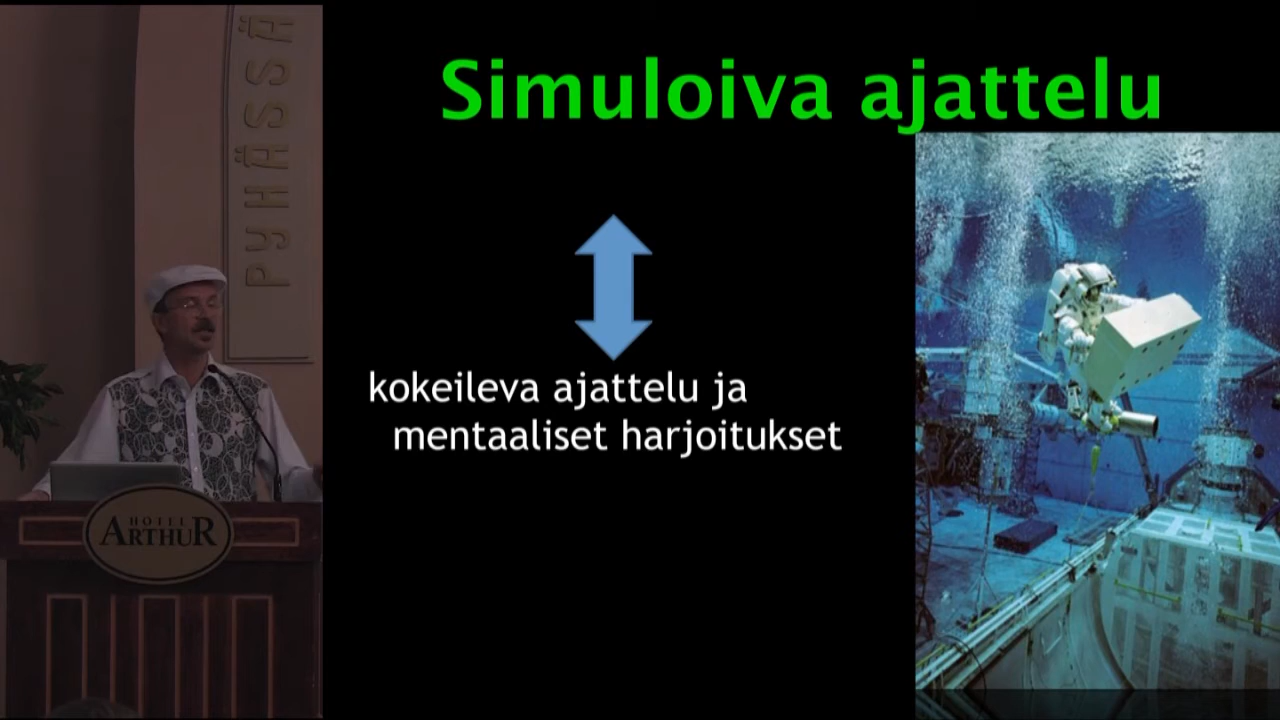 PYHÄSSÄ
HOTEL
ARTHUR
Simuloiva ajattelu
kokeileva ajattelu ja
mentaaliset harjoitukset